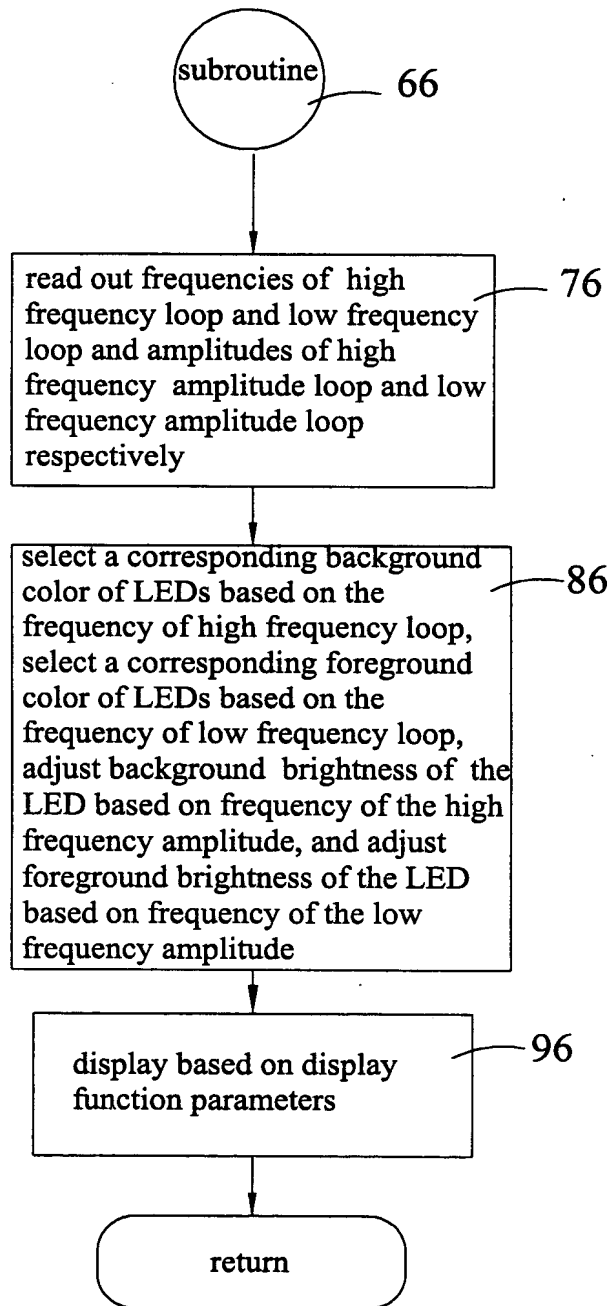 subroutine
66
read out frequencies of high
frequency loop and low frequency
loop and amplitudes of high
frequency amplitude loop and low
frequency amplitude loop
respectively
76
select a corresponding background
color of LEDs based on the
frequency of high frequency loop,
select a corresponding foreground
color of LEDs based on the
frequency of low frequency loop,
adjust background brightness of the
LED based on frequency of the high
frequency amplitude, and adjust
foreground brightness of the LED
based on frequency of the low
frequency amplitude
86
display based on display
function parameters
96
return